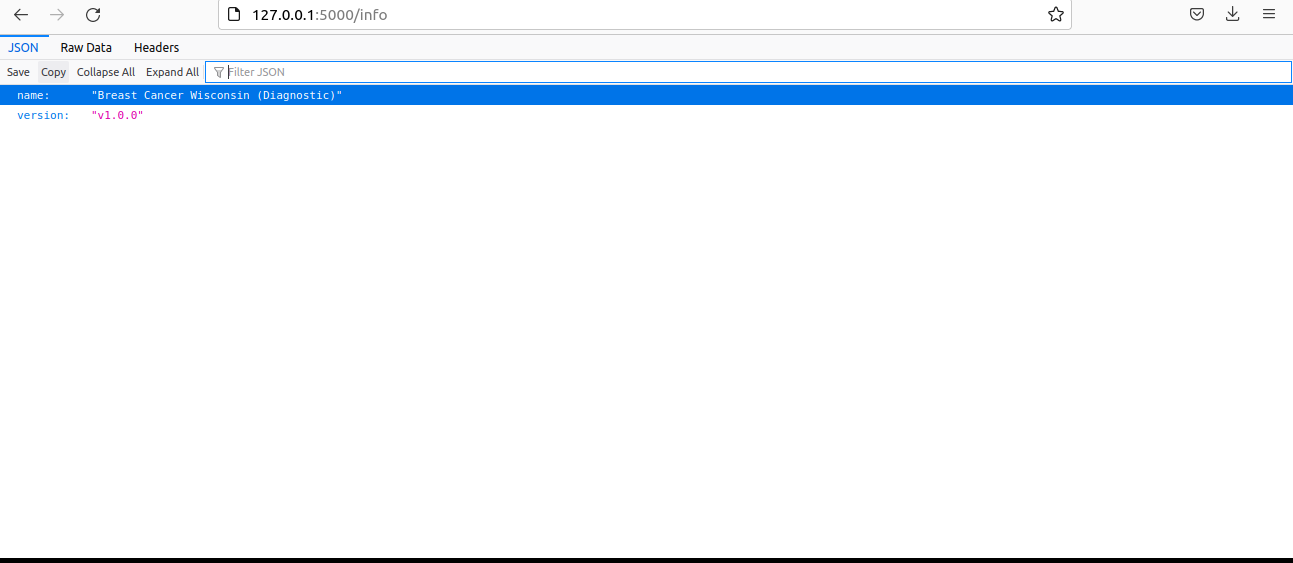 127.0.0.1:5000/info
JSON Raw Data Headers
Save Copy Collapse All Expand All Filter JSON
name: "Breast Cancer Wisconsin (Diagnostic)"
version: "v1.0.0"